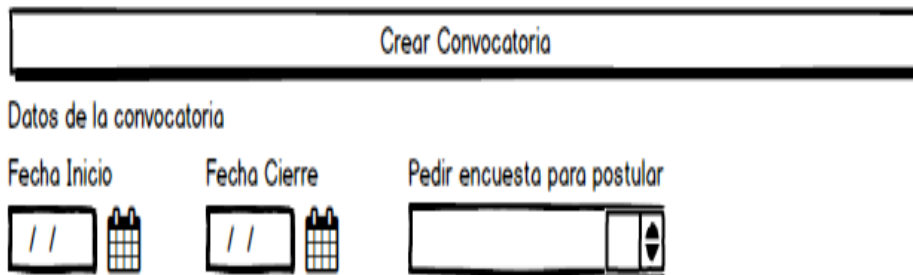 Crear Convocatoria
Datos de la convocatoria
Fecha Inicio Fecha Cierre Pedir encuesta para postular
/ / / /